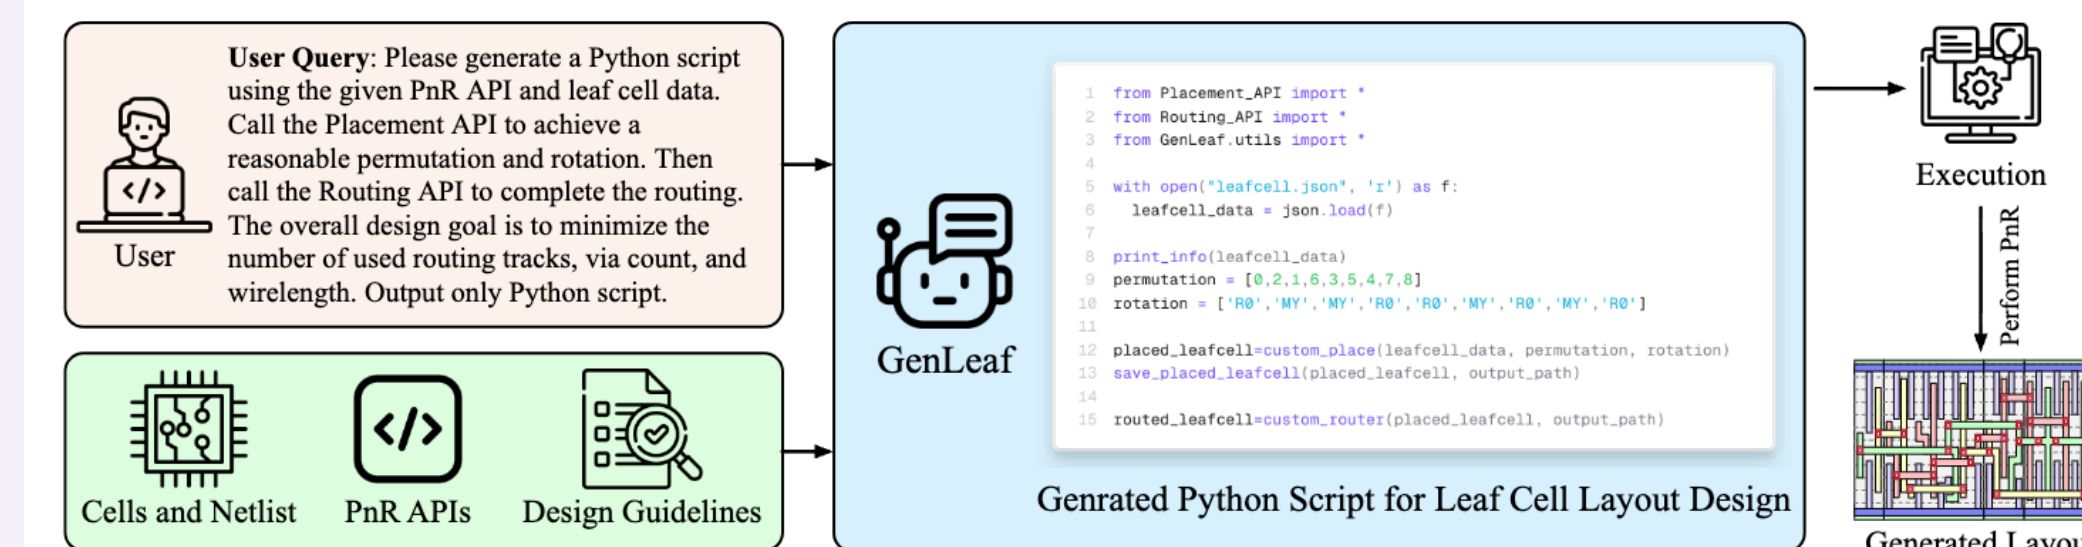 User Query: Please generate a Python script
using the given PnR API and leaf cell data.
Call the Placement API to achieve a
reasonable permutation and rotation. Then
call the Routing API to complete the routing.
The overall design goal is to minimize the
number of used routing tracks, via count, and
wirelength. Output only Python script.
</>
User
Cells and Netlist
</>
PnR APIs
Design Guidelines
GenLeaf
1 from Placement_API import *
2 from Routing_API import *
3 from GenLeaf.utils import *
4
5 with open("leafcell.json", 'r') as f:
6 leafcell_data = json.load(f)
7
8 print_info(leafcell_data)
9 permutation = [0,2,1,6,3,5,4,7,8]
10 rotation = ['R0','MY','MY','R0','R0','MY','R0','MY','R0']
11
12 placed_leafcell=custom_place(leafcell_data, permutation, rotation)
13 save_placed_leafcell(placed_leafcell, output_path)
14
15 routed_leafcell=custom_router(placed_leafcell, output_path)
Genrated Python Script for Leaf Cell Layout Design
Execution
Perform PnR
Generated Layou